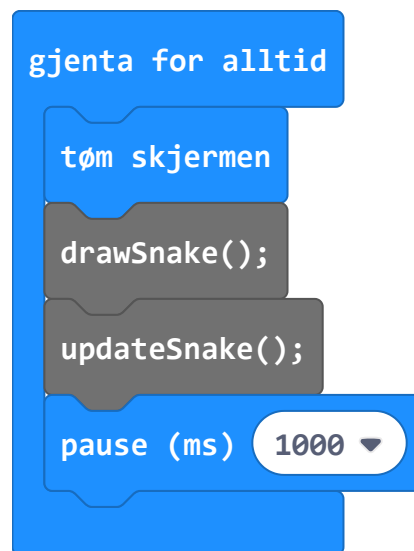 gjenta for alltid
tøm skjermen
drawSnake();
updateSnake();
pause (ms) 1000